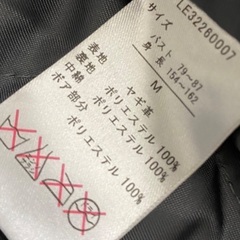 LE32280007
サイズ
バスト 79~87
身長 154~162
M
表地 ヤギ革
裏地 ポリエステル 100%
中綿 ポリエステル 100%
ボア部分
ポリエステル 100%